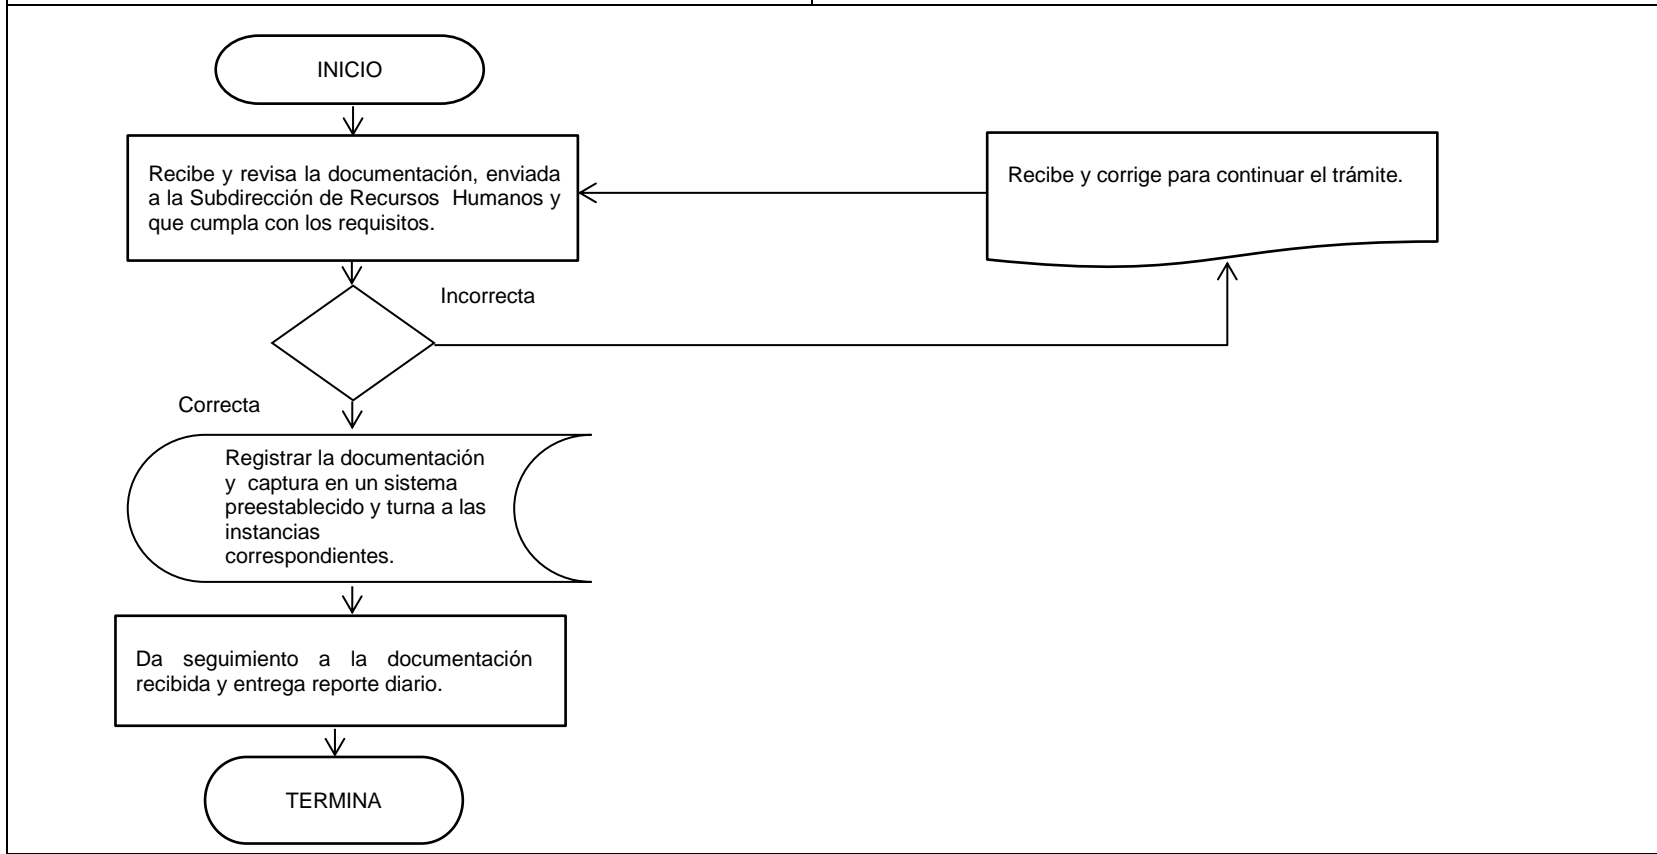 INICIO
Recibe y revisa la documentación, enviada
a la Subdirección de Recursos  Humanos y
que cumpla con los requisitos.
Recibe y corrige para continuar el trámite.
Incorrecta
Correcta
Registrar la documentación
y  captura en un sistema
preestablecido y turna a las
instancias
correspondientes.
Da seguimiento a la documentación
recibida y entrega reporte diario.
TERMINA